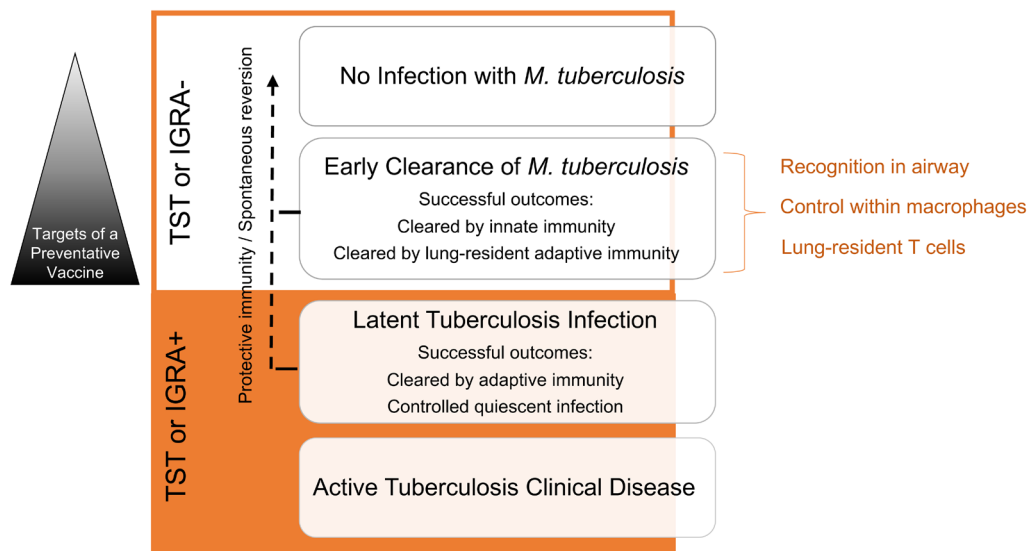 Targets of a
Preventative
Vaccine
TST or IGRA-
TST or IGRA+
Protective immunity / Spontaneous reversion
No Infection with M. tuberculosis
Early Clearance of M. tuberculosis
Successful outcomes:
Cleared by innate immunity
Cleared by lung-resident adaptive immunity
Recognition in airway
Control within macrophages
Lung-resident T cells
Latent Tuberculosis Infection
Successful outcomes:
Cleared by adaptive immunity
Controlled quiescent infection
Active Tuberculosis Clinical Disease